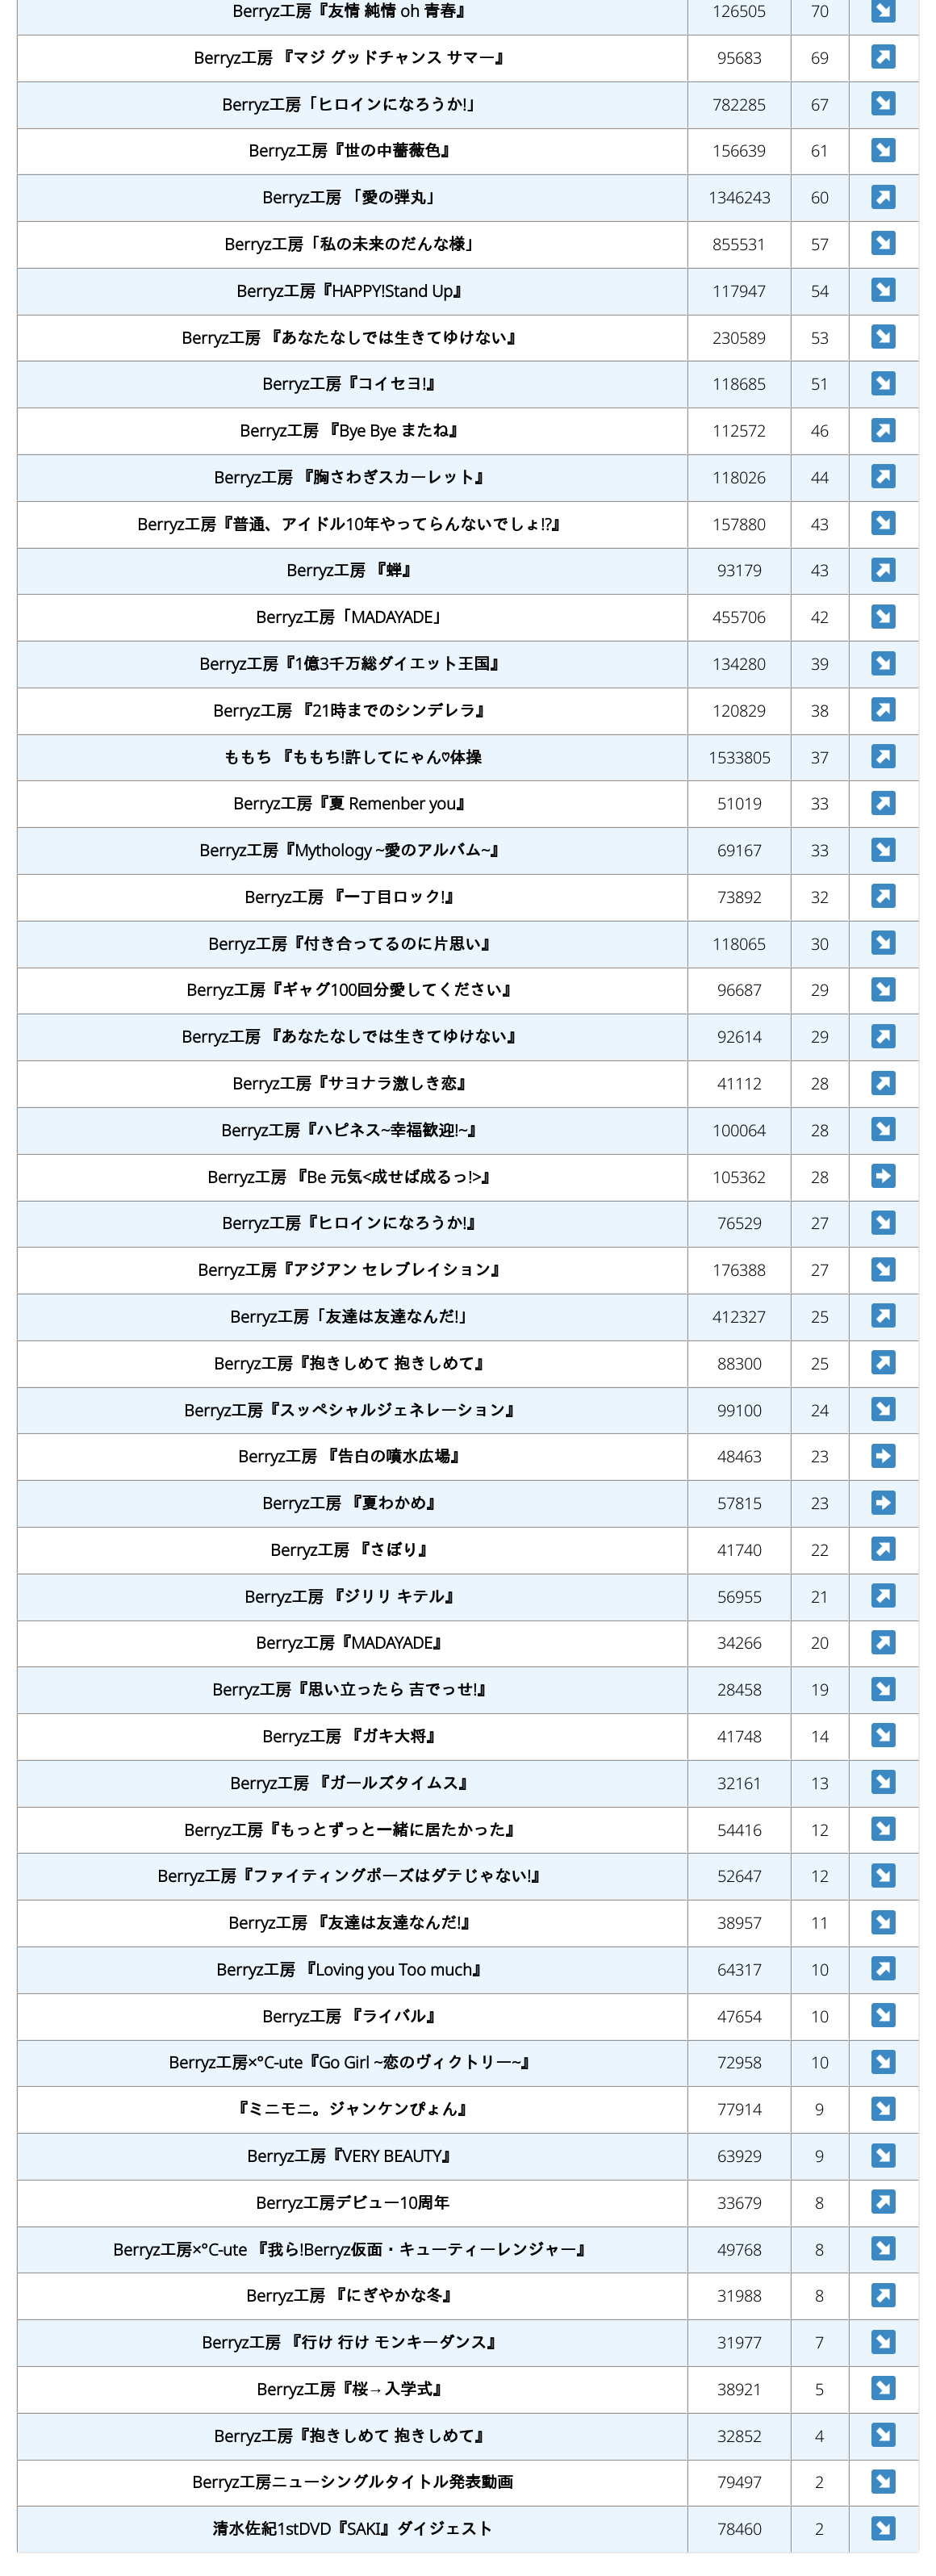 Berryz工房『友情 純情 oh 青春』 126505 70 ↘
Berryz工房 『マジ グッドチャンス サマー』 95683 69 ↗
Berryz工房「ヒロインになろうか!」 782285 67 ↘
Berryz工房『世の中薔薇色』 156639 61 ↘
Berryz工房 「愛の弾丸」 1346243 60 ↗
Berryz工房「私の未来のだんな様」 855531 57 ↘
Berryz工房『HAPPY!Stand Up』 117947 54 ↘
Berryz工房 『あなたなしでは生きてゆけない』 230589 53 ↘
Berryz工房『コイセヨ!』 118685 51 ↘
Berryz工房 『Bye Bye またね』 112572 46 ↗
Berryz工房 『胸さわぎスカーレット』 118026 44 ↗
Berryz工房『普通、アイドル10年やってらんないでしょ!?』 157880 43 ↘
Berryz工房 『蝉』 93179 43 ↗
Berryz工房「MADAYADE」 455706 42 ↘
Berryz工房『1億3千万総ダイエット王国』 134280 39 ↘
Berryz工房 『21時までのシンデレラ』 120829 38 ↗
ももち 『ももち!許してにゃん♡体操 1533805 37 ↗
Berryz工房『夏 Remenber you』 51019 33 ↗
Berryz工房『Mythology ~愛のアルバム~』 69167 33 ↘
Berryz工房 『一丁目ロック!』 73892 32 ↗
Berryz工房『付き合ってるのに片思い』 118065 30 ↘
Berryz工房『ギャグ100回分愛してください』 96687 29 ↘
Berryz工房 『あなたなしでは生きてゆけない』 92614 29 ↗
Berryz工房『サヨナラ激しき恋』 41112 28 ↗
Berryz工房『ハピネス~幸福歓迎!~』 100064 28 ↘
Berryz工房 『Be 元気<成せば成るっ!>』 105362 28 →
Berryz工房『ヒロインになろうか!』 76529 27 ↘
Berryz工房『アジアン セレブレイション』 176388 27 ↘
Berryz工房「友達は友達なんだ!」 412327 25 ↗
Berryz工房『抱きしめて 抱きしめて』 88300 25 ↗
Berryz工房『スッペシャルジェネレーション』 99100 24 ↘
Berryz工房 『告白の噴水広場』 48463 23 →
Berryz工房 『夏わかめ』 57815 23 →
Berryz工房 『さぼり』 41740 22 ↗
Berryz工房 『ジリリ キテル』 56955 21 ↗
Berryz工房『MADAYADE』 34266 20 ↗
Berryz工房『思い立ったら 吉でっせ!』 28458 19 ↘
Berryz工房 『ガキ大将』 41748 14 ↘
Berryz工房 『ガールズタイムス』 32161 13 ↘
Berryz工房『もっとずっと一緒に居たかった』 54416 12 ↘
Berryz工房『ファイティングポーズはダテじゃない!』 52647 12 ↘
Berryz工房 『友達は友達なんだ!』 38957 11 ↘
Berryz工房 『Loving you Too much』 64317 10 ↗
Berryz工房 『ライバル』 47654 10 ↘
Berryz工房×°C-ute『Go Girl ~恋のヴィクトリー~』 72958 10 ↘
『ミニモニ。ジャンケンぴょん』 77914 9 ↘
Berryz工房『VERY BEAUTY』 63929 9 ↘
Berryz工房デビュー10周年 33679 8 ↗
Berryz工房×°C-ute 『我ら!Berryz仮面・キューティーレンジャー』 49768 8 ↘
Berryz工房 『にぎやかな冬』 31988 8 ↗
Berryz工房 『行け 行け モンキーダンス』 31977 7 ↘
Berryz工房『桜→入学式』 38921 5 ↘
Berryz工房『抱きしめて 抱きしめて』 32852 4 ↘
Berryz工房ニューシングルタイトル発表動画 79497 2 ↘
清水佐紀1stDVD『SAKI』ダイジェスト 78460 2 ↘